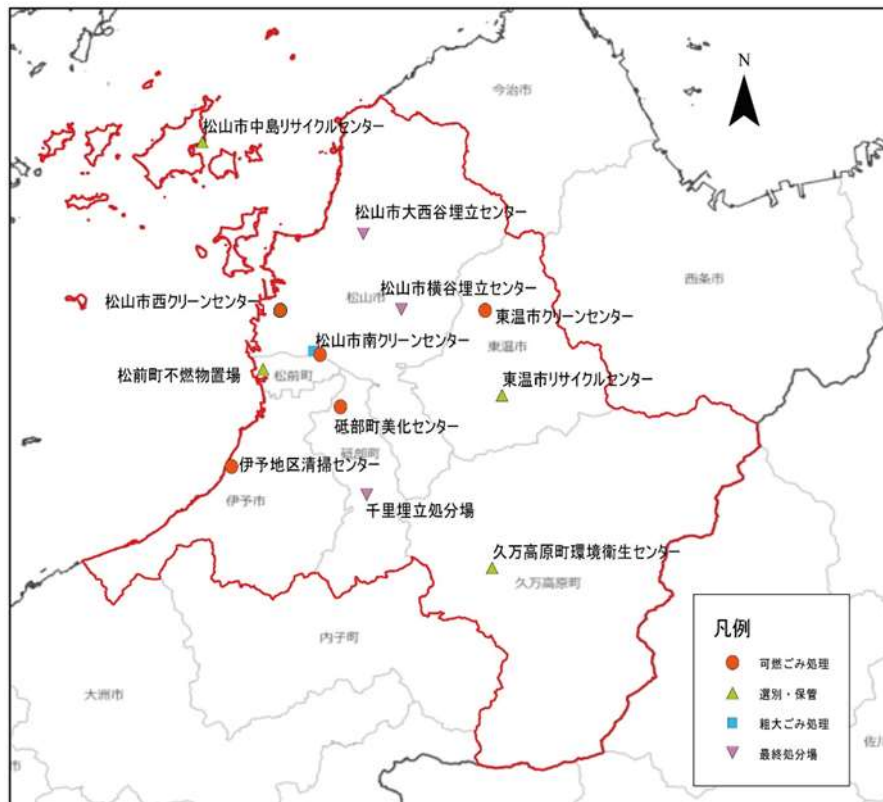 N
今治市
松山市中島リサイクルセンター
松山市大西谷埋立センター
西条市
松山市横谷埋立センター
松山市
松山市西クリーンセンター
東温市クリーンセンター
松山市南クリーンセンター
東温市
松前町不燃物置場
松前町
東温市リサイクルセンター
砥部町美化センター
砥部町
伊予地区清掃センター
伊予市
千里埋立処分場
久万高原町環境衛生センター
久万高原町
内子町
大洲市
凡例
可燃ごみ処理
選別・保管
粗大ごみ処理
最終処分場
佐川
市